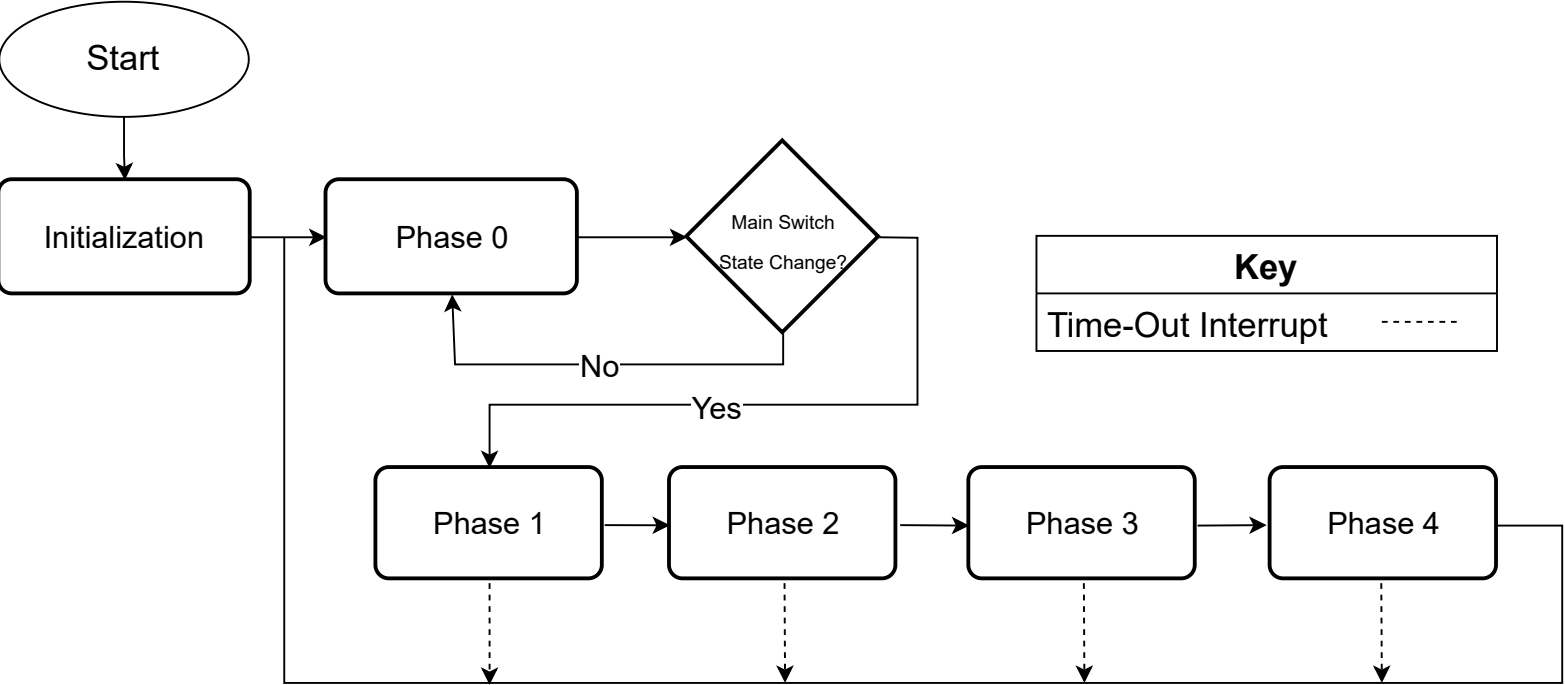 Start
Initialization
Phase 0
Main Switch
State Change?
Key
Time-Out Interrupt
No
Yes
Phase 1
Phase 2
Phase 3
Phase 4